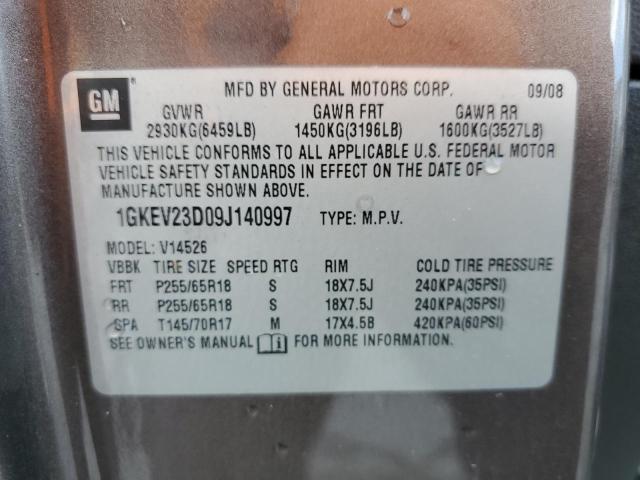 GM ®
MFD BY GENERAL MOTORS CORP. 09/08
GVWR GAWR FRT GAWR RR
2930KG(6459LB) 1450KG(3196LB) 1600KG(3527LB)
THIS VEHICLE CONFORMS TO ALL APPLICABLE U.S. FEDERAL MOTOR
VEHICLE SAFETY STANDARDS IN EFFECT ON THE DATE OF
MANUFACTURE SHOWN ABOVE.
1GKEV23D09J140997 TYPE: M.P.V.
MODEL: V14526
VBBK TIRE SIZE SPEED RTG RIM COLD TIRE PRESSURE
FRT P255/65R18 S 18X7.5J 240KPA(35PSI)
RR P255/65R18 S 18X7.5J 240KPA(35PSI)
SPA T145/70R17 M 17X4.5B 420KPA(60PSI)
SEE OWNER'S MANUAL i FOR MORE INFORMATION.